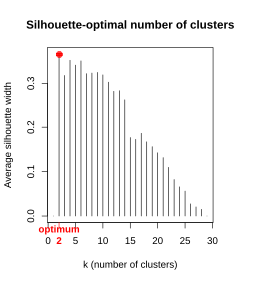 Silhouette-optimal number of clusters
Average silhouette width
0.3
0.2
0.1
0.0
optimum
0 2 5 10 15 20 25 30
k (number of clusters)